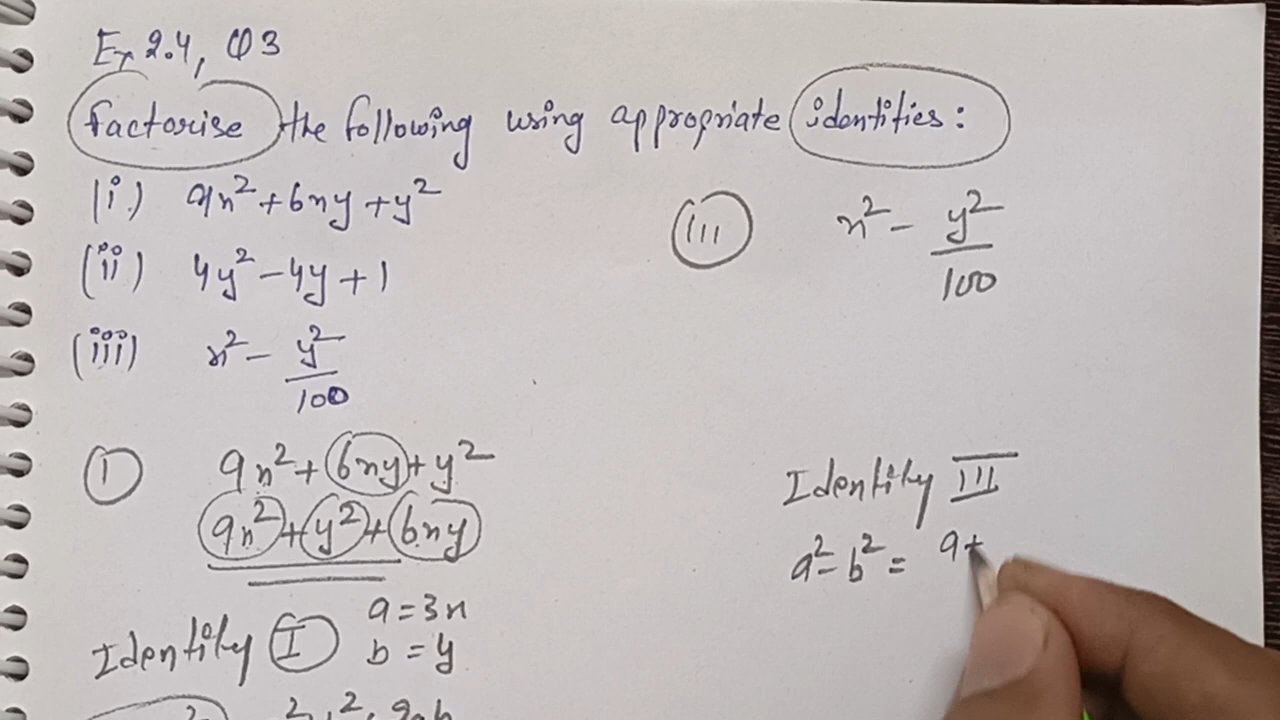 Ex 2.4, Q3
Factorise the following using appropriate identities:
(i) 9x² + 6xy + y²
(ii) 4y² - 4y + 1
(iii) x² - y²/100
(I) 9x² + 6xy + y²
9x² + y² + 6xy
Identity (I) a = 3x
b = y
(III) x² - y²/100
Identity III
a² - b² = a+